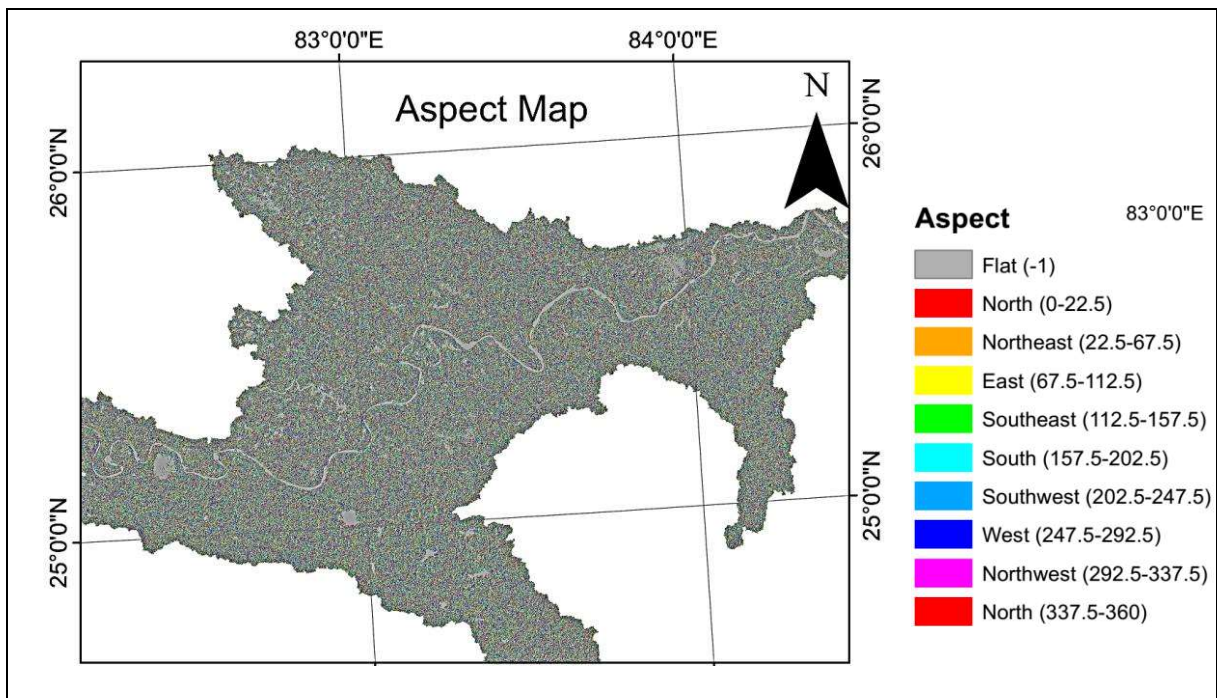 83°0'0"E
84°0'0"E
Aspect Map
N
26°0'0"N
26°0'0"N
25°0'0"N
25°0'0"N
Aspect
83°0'0"E
Flat (-1)
North (0-22.5)
Northeast (22.5-67.5)
East (67.5-112.5)
Southeast (112.5-157.5)
South (157.5-202.5)
Southwest (202.5-247.5)
West (247.5-292.5)
Northwest (292.5-337.5)
North (337.5-360)